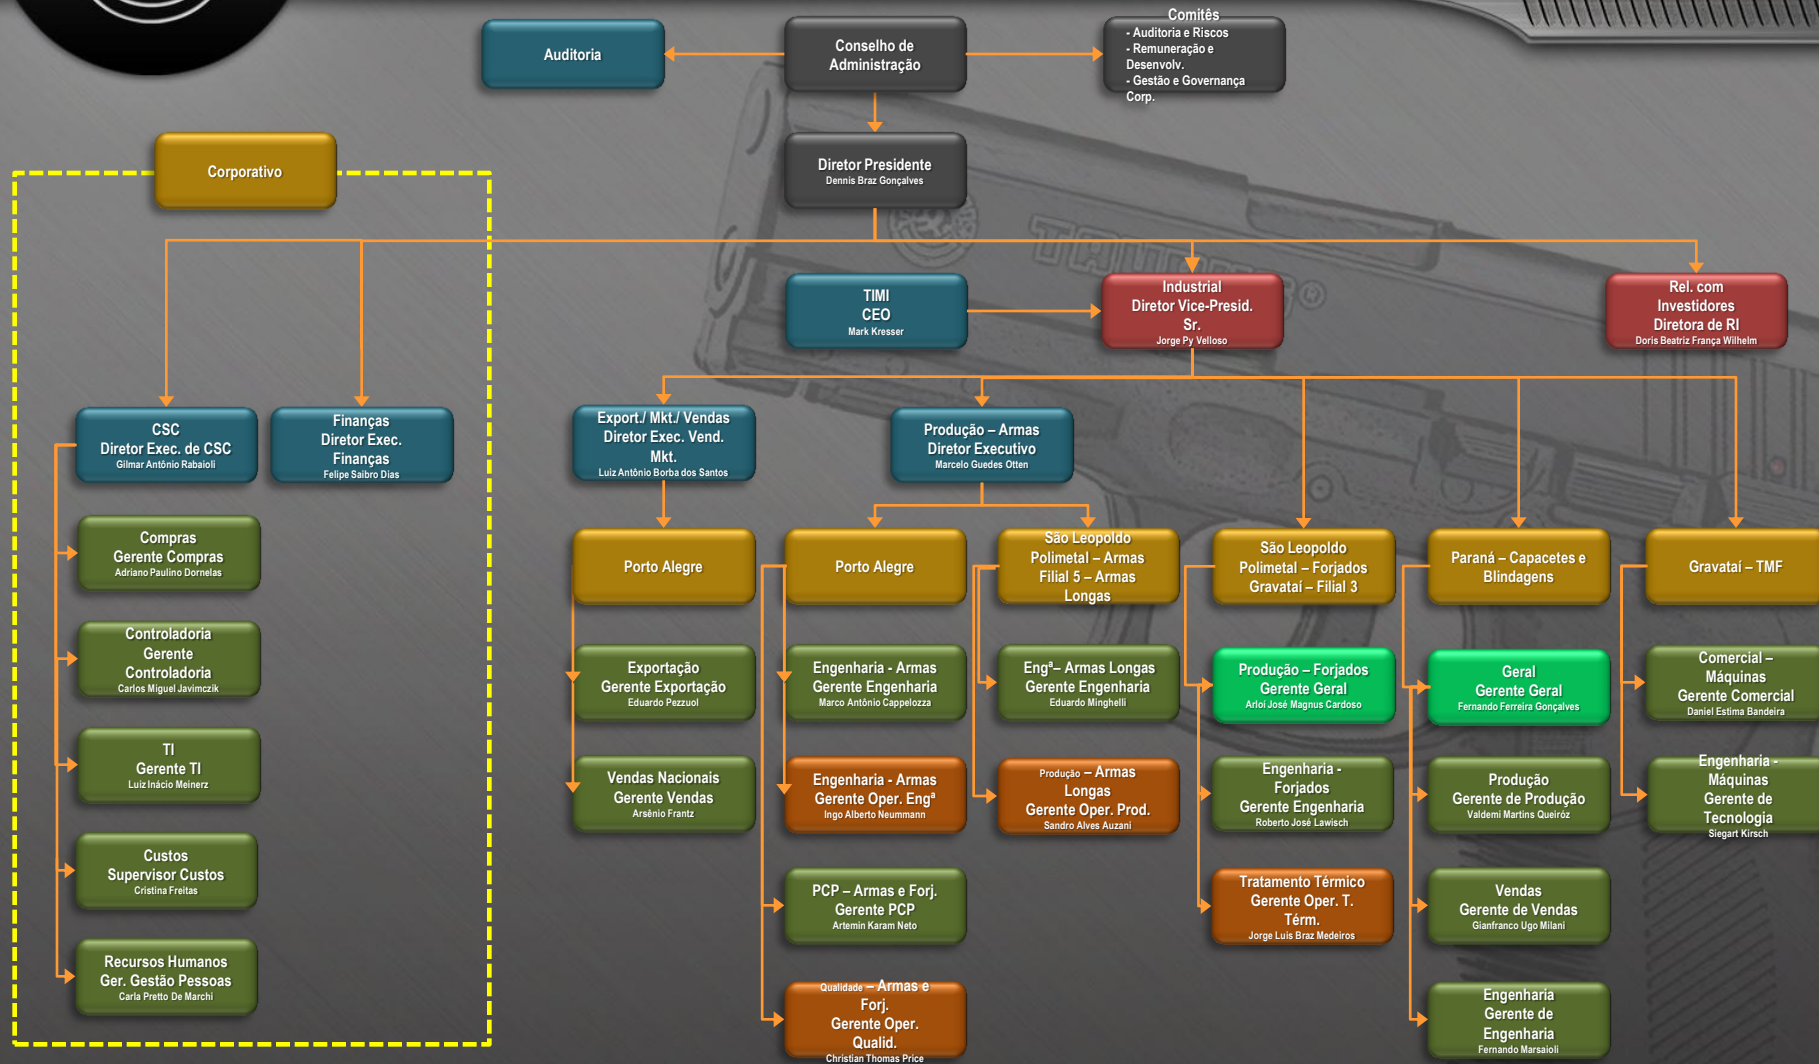 Auditoria
Conselho de
Administração
Comitês
- Auditoria e Riscos
- Remuneração e
Desenvolv.
- Gestão e Governança
Corp.
Corporativo
Diretor Presidente
Dennis Braz Gonçalves
TAURUS®
TIMI
CEO
Mark Kresser
Industrial
Diretor Vice-Presid.
Sr.
Jorge Py Velloso
Rel. com
Investidores
Diretora de RI
Doris Beatriz França Wilhelm
CSC
Diretor Exec. de CSC
Gilmar Antônio Rabaioli
Finanças
Diretor Exec.
Finanças
Felipe Saibro Dias
Export./ Mkt./ Vendas
Diretor Exec. Vend.
Mkt.
Luiz Antônio Borba dos Santos
Produção – Armas
Diretor Executivo
Marcelo Guedes Otten
Compras
Gerente Compras
Adriano Paulino Dornelas
Controladoria
Gerente
Controladoria
Carlos Miguel Javimczik
TI
Gerente TI
Luiz Inácio Meinerz
Custos
Supervisor Custos
Cristina Freitas
Recursos Humanos
Ger. Gestão Pessoas
Carla Pretto De Marchi
Porto Alegre
Exportação
Gerente Exportação
Eduardo Pezzuol
Vendas Nacionais
Gerente Vendas
Arsênio Frantz
Porto Alegre
Engenharia - Armas
Gerente Engenharia
Marco Antônio Cappelozza
Engenharia - Armas
Gerente Oper. Engª
Ingo Alberto Neummann
PCP – Armas e Forj.
Gerente PCP
Artemin Karam Neto
Qualidade – Armas e
Forj.
Gerente Oper.
Qualid.
Christian Thomas Price
São Leopoldo
Polimetal – Armas
Filial 5 – Armas
Longas
Engª– Armas Longas
Gerente Engenharia
Eduardo Minghelli
Produção – Armas
Longas
Gerente Oper. Prod.
Sandro Alves Auzani
São Leopoldo
Polimetal – Forjados
Gravataí – Filial 3
Produção – Forjados
Gerente Geral
Arloi José Magnus Cardoso
Engenharia -
Forjados
Gerente Engenharia
Roberto José Lawisch
Tratamento Térmico
Gerente Oper. T.
Térm.
Jorge Luis Braz Medeiros
Paraná – Capacetes e
Blindagens
Geral
Gerente Geral
Fernando Ferreira Gonçalves
Produção
Gerente de Produção
Valdemi Martins Queiróz
Vendas
Gerente de Vendas
Gianfranco Ugo Milani
Engenharia
Gerente de
Engenharia
Fernando Marsaioli
Gravataí – TMF
Comercial –
Máquinas
Gerente Comercial
Daniel Estima Bandeira
Engenharia -
Máquinas
Gerente de
Tecnologia
Siegart Kirsch